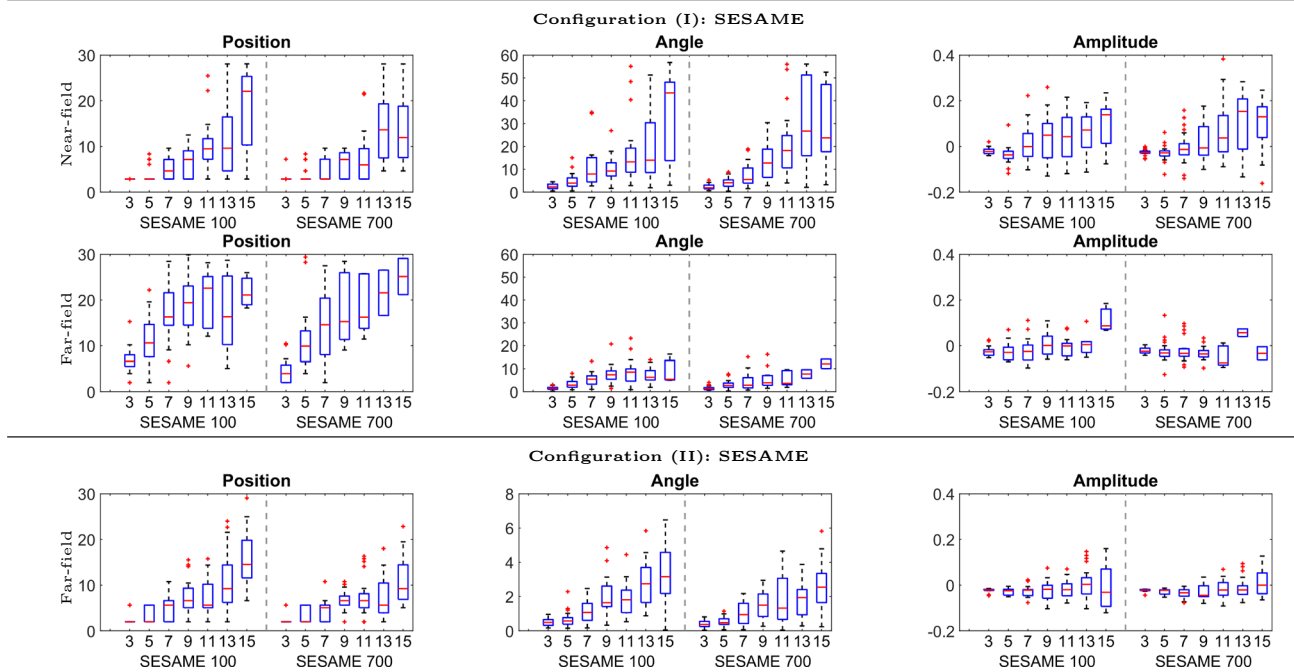 Configuration (I): SESAME
Position Angle Amplitude
Near-field
30 20 10 0
60 50 40 30 20 10 0
0.4 0.2 0 -0.2
3 5 7 9 11 13 15 3 5 7 9 11 13 15
3 5 7 9 11 13 15 3 5 7 9 11 13 15
3 5 7 9 11 13 15 3 5 7 9 11 13 15
SESAME 100 SESAME 700 SESAME 100 SESAME 700 SESAME 100 SESAME 700
Position Angle Amplitude
Far-field
30 20 10 0
60 50 40 30 20 10 0
0.4 0.2 0 -0.2
3 5 7 9 11 13 15 3 5 7 9 11 13 15
3 5 7 9 11 13 15 3 5 7 9 11 13 15
3 5 7 9 11 13 15 3 5 7 9 11 13 15
SESAME 100 SESAME 700 SESAME 100 SESAME 700 SESAME 100 SESAME 700
Configuration (II): SESAME
Position Angle Amplitude
Far-field
30 20 10 0
8 6 4 2 0
0.4 0.2 0 -0.2
3 5 7 9 11 13 15 3 5 7 9 11 13 15
3 5 7 9 11 13 15 3 5 7 9 11 13 15
3 5 7 9 11 13 15 3 5 7 9 11 13 15
SESAME 100 SESAME 700 SESAME 100 SESAME 700 SESAME 100 SESAME 700